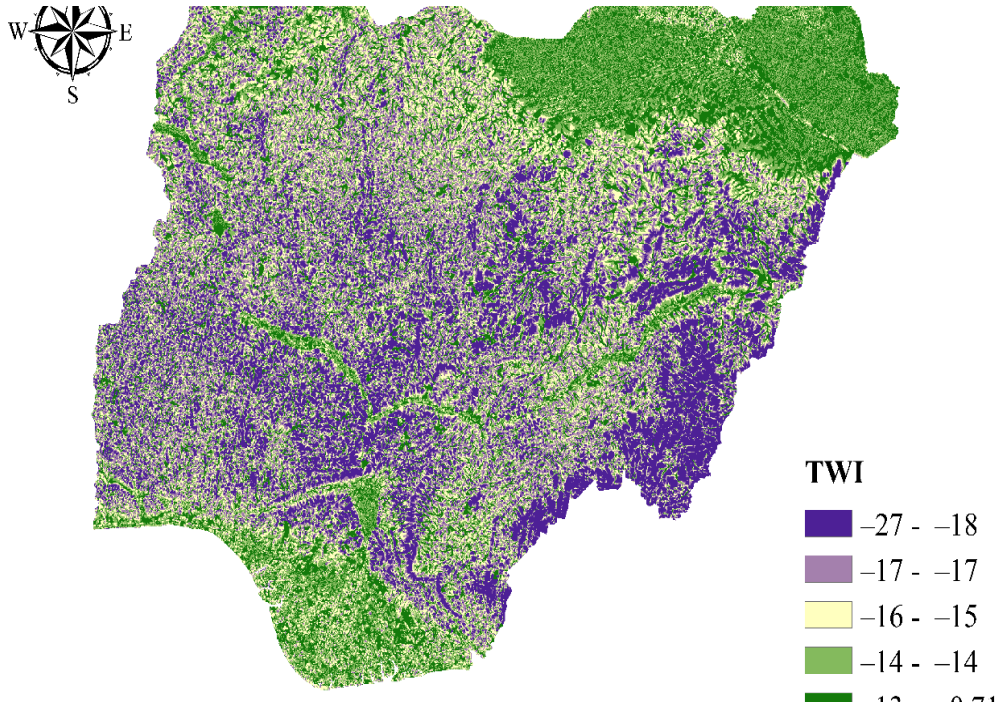 W E
S
TWI
–27 - –18
–17 - –17
–16 - –15
–14 - –14